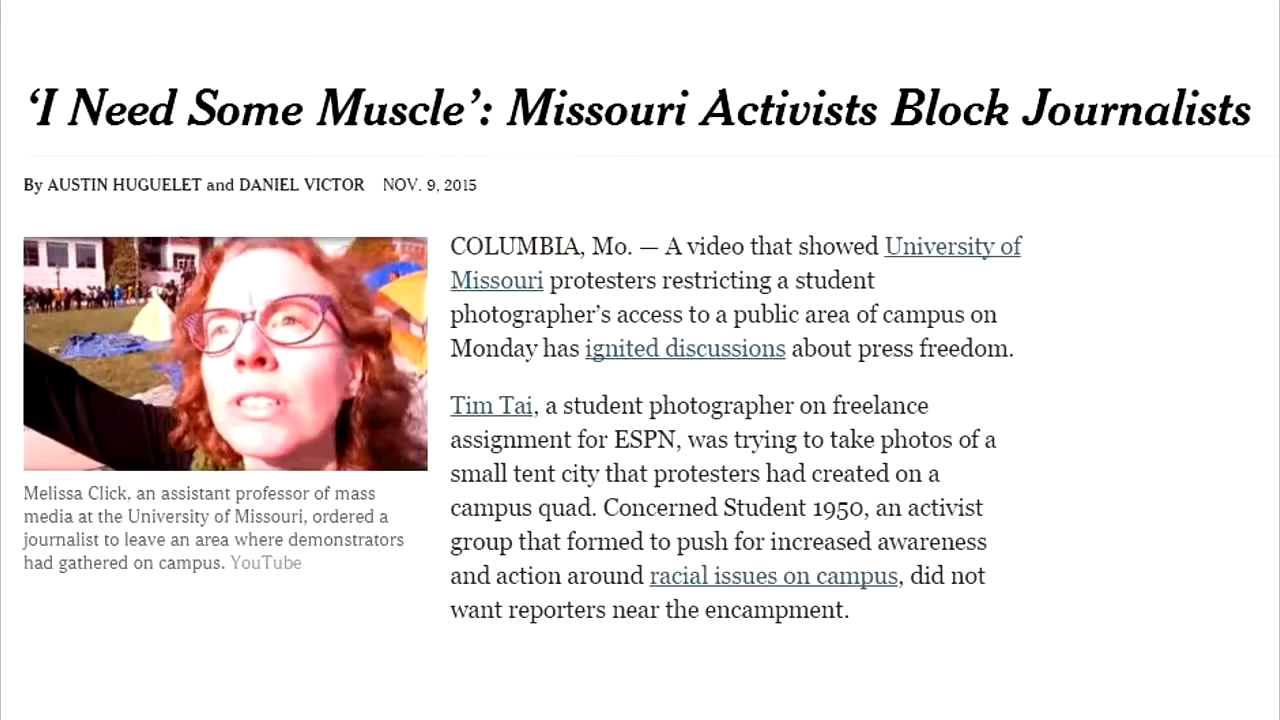 ‘I Need Some Muscle’: Missouri Activists Block Journalists
By AUSTIN HUGUELET and DANIEL VICTOR NOV. 9, 2015
COLUMBIA, Mo. — A video that showed University of
Missouri protesters restricting a student
photographer’s access to a public area of campus on
Monday has ignited discussions about press freedom.
Tim Tai, a student photographer on freelance
assignment for ESPN, was trying to take photos of a
small tent city that protesters had created on a
campus quad. Concerned Student 1950, an activist
group that formed to push for increased awareness
and action around racial issues on campus, did not
want reporters near the encampment.
Melissa Click, an assistant professor of mass
media at the University of Missouri, ordered a
journalist to leave an area where demonstrators
had gathered on campus. YouTube